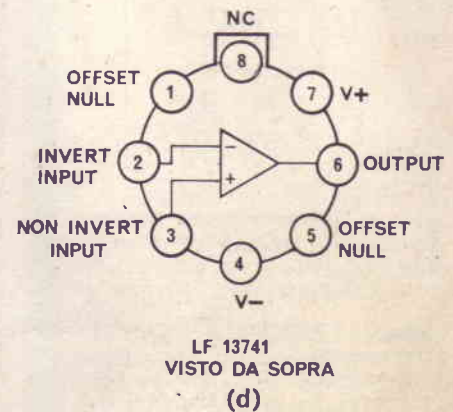 NC
8
OFFSET
NULL
1
7
V+
INVERT
INPUT
2
−
6
OUTPUT
+
NON INVERT
INPUT
3
5
OFFSET
NULL
4
V−
LF 13741
VISTO DA SOPRA
(d)